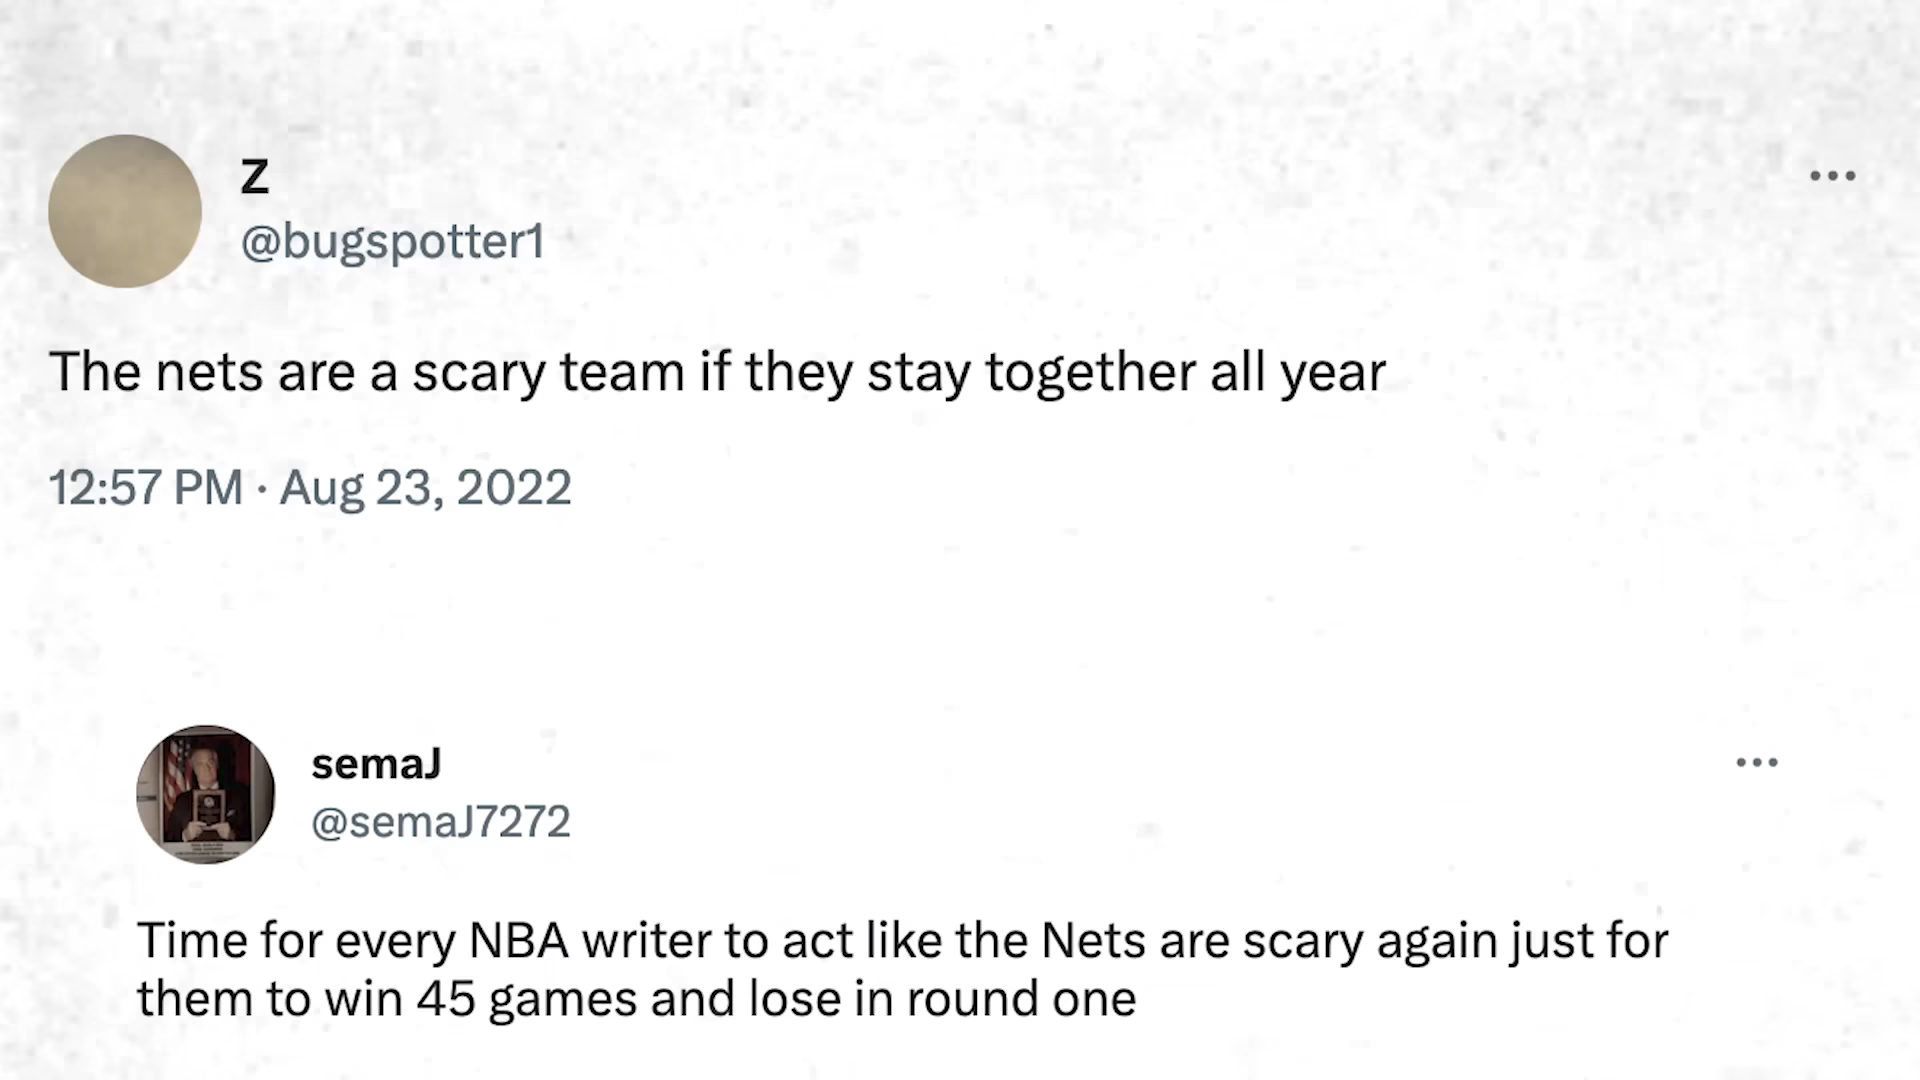 Z
@bugspotter1
The nets are a scary team if they stay together all year
12:57 PM · Aug 23, 2022
semaJ
@semaJ7272
Time for every NBA writer to act like the Nets are scary again just for
them to win 45 games and lose in round one